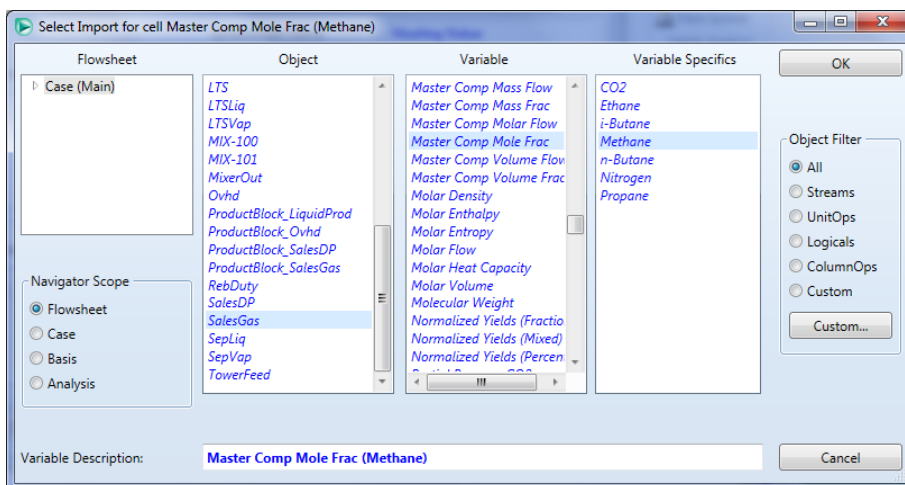 Select Import for cell Master Comp Mole Frac (Methane)
Flowsheet
Case (Main)
Navigator Scope
Flowsheet
Case
Basis
Analysis
Object
LTS
LTSLiq
LTSVap
MIX-100
MIX-101
MixerOut
Ovhd
ProductBlock_LiquidProd
ProductBlock_Ovhd
ProductBlock_SalesDP
ProductBlock_SalesGas
RebDuty
SalesDP
SalesGas
SepLiq
SepVap
TowerFeed
Variable
Master Comp Mass Flow
Master Comp Mass Frac
Master Comp Molar Flow
Master Comp Mole Frac
Master Comp Volume Flow
Master Comp Volume Frac
Molar Density
Molar Enthalpy
Molar Entropy
Molar Flow
Molar Heat Capacity
Molar Volume
Molecular Weight
Normalized Yields (Fractio
Normalized Yields (Mixed)
Normalized Yields (Percen
Variable Specifics
CO2
Ethane
i-Butane
Methane
n-Butane
Nitrogen
Propane
OK
Object Filter
All
Streams
UnitOps
Logicals
ColumnOps
Custom
Custom...
Variable Description:
Master Comp Mole Frac (Methane)
Cancel